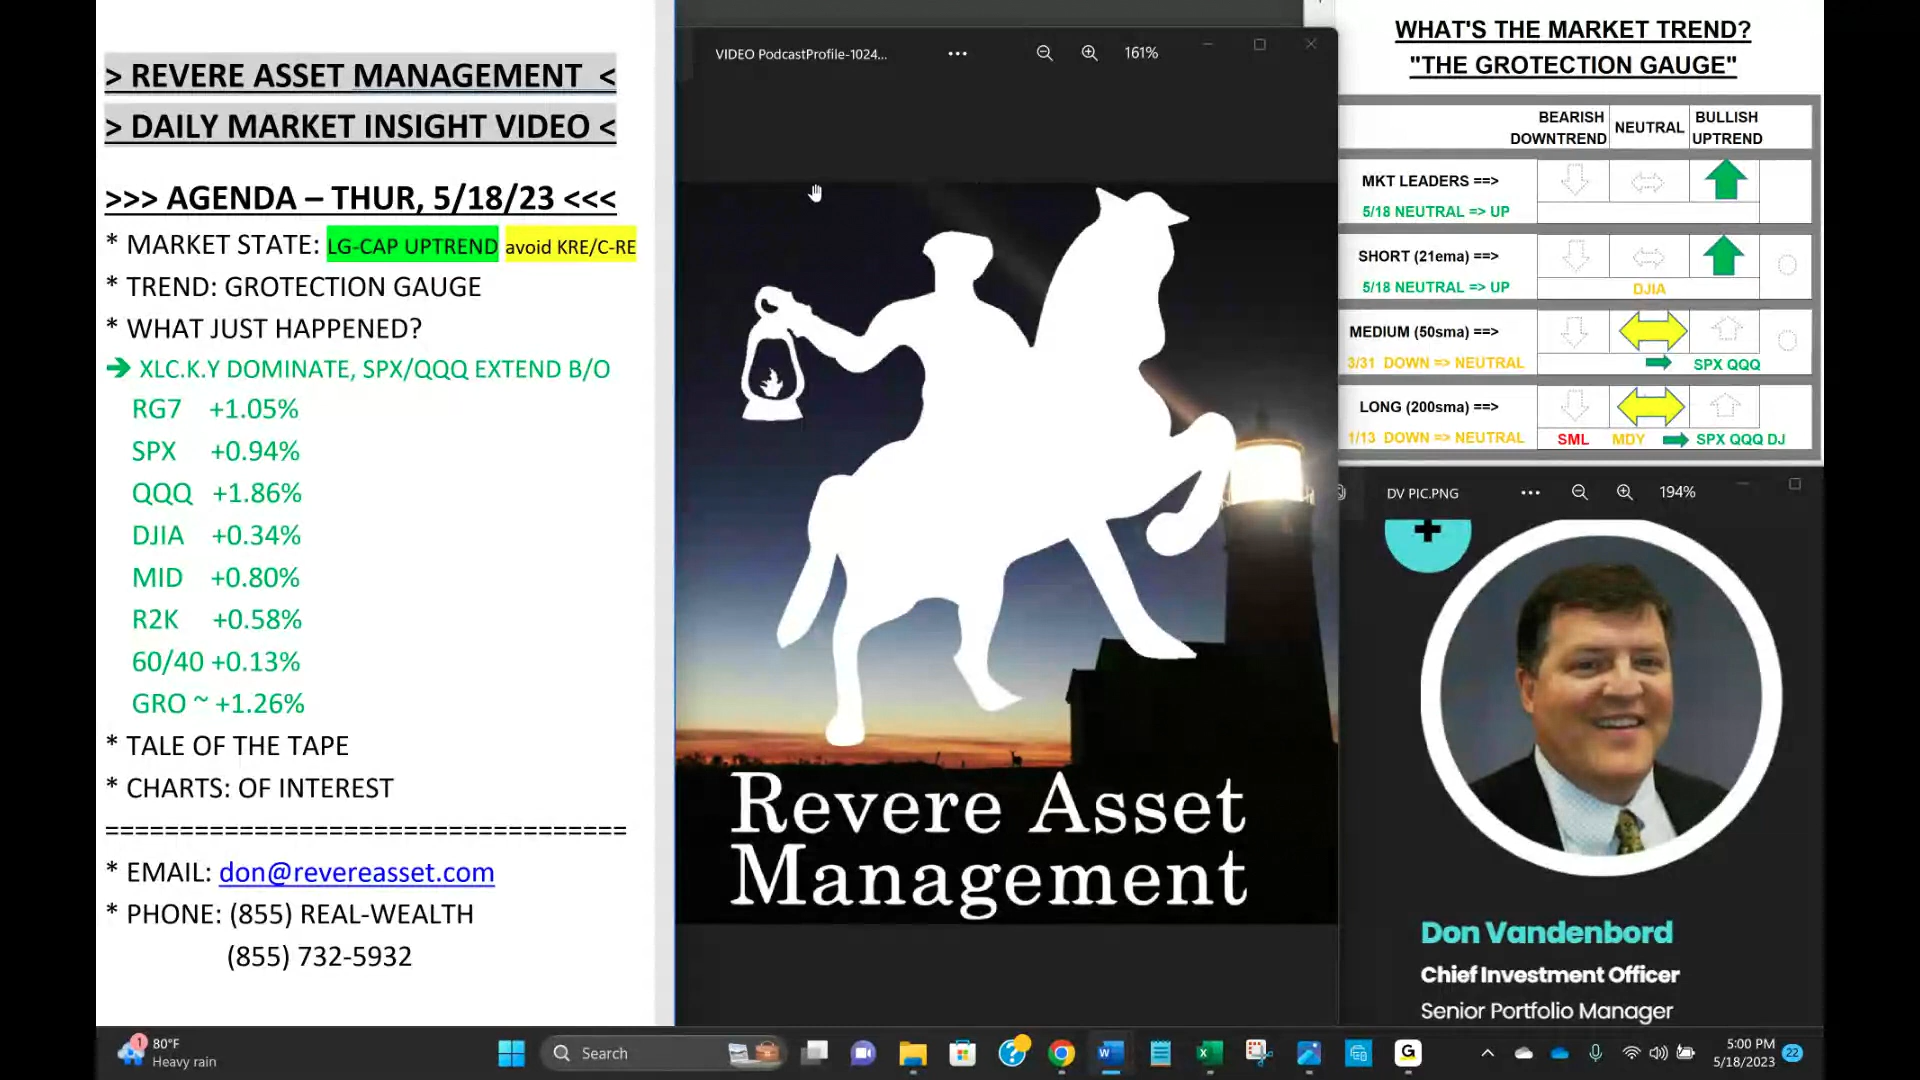 > REVERE ASSET MANAGEMENT <
> DAILY MARKET INSIGHT VIDEO <
>>> AGENDA – THUR, 5/18/23 <<<
* MARKET STATE: LG-CAP UPTREND avoid KRE/C-RE
* TREND: GROTECTION GAUGE
* WHAT JUST HAPPENED?
➔ XLC.K.Y DOMINATE, SPX/QQQ EXTEND B/O
RG7 +1.05%
SPX +0.94%
QQQ +1.86%
DJIA +0.34%
MID +0.80%
R2K +0.58%
60/40 +0.13%
GRO ~ +1.26%
* TALE OF THE TAPE
* CHARTS: OF INTEREST
===================================
* EMAIL: don@revereasset.com
* PHONE: (855) REAL-WEALTH
(855) 732-5932
VIDEO PodcastProfile-1024...
161%
Revere Asset
Management
WHAT'S THE MARKET TREND?
"THE GROTECTION GAUGE"
BEARISH DOWNTREND NEUTRAL BULLISH UPTREND
MKT LEADERS ==>
5/18 NEUTRAL => UP
SHORT (21ema) ==>
5/18 NEUTRAL => UP DJIA
MEDIUM (50sma) ==>
3/31 DOWN => NEUTRAL SPX QQQ
LONG (200sma) ==>
1/13 DOWN => NEUTRAL SML MDY SPX QQQ DJ
DV PIC.PNG
194%
Don Vandenbord
Chief Investment Officer
Senior Portfolio Manager
1
80°F
Heavy rain
Search
5:00 PM
5/18/2023
22